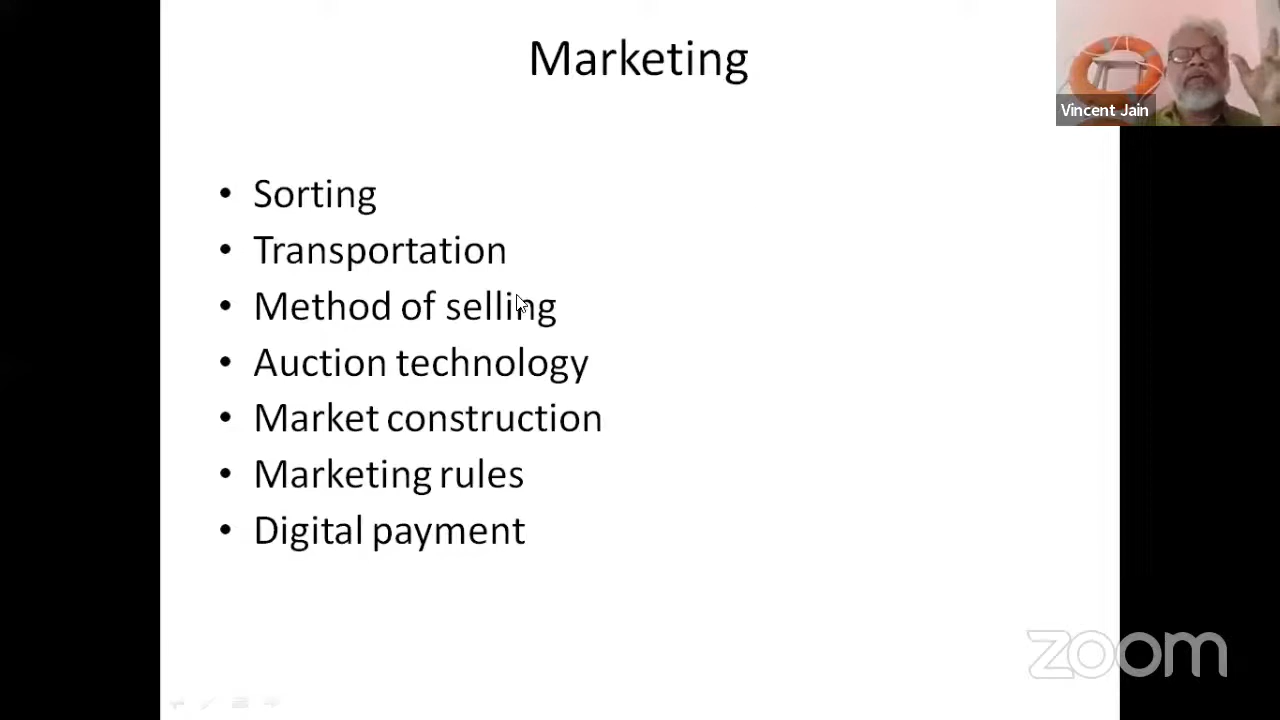 Marketing
Vincent Jain
• Sorting
• Transportation
• Method of selling
• Auction technology
• Market construction
• Marketing rules
• Digital payment
zoom